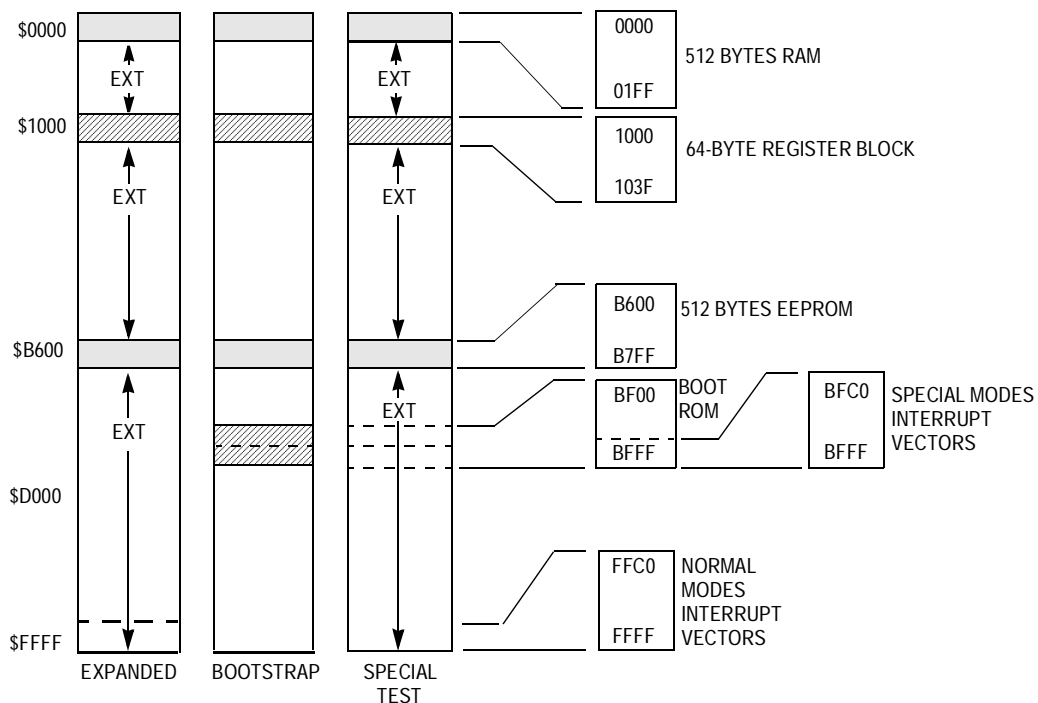 $0000
EXT
EXT
0000
01FF
512 BYTES RAM
$1000
EXT
EXT
1000
103F
64-BYTE REGISTER BLOCK
$B600
B600
B7FF
512 BYTES EEPROM
EXT
EXT
BF00
BFFF
BOOT
ROM
BFC0
BFFF
SPECIAL MODES
INTERRUPT
VECTORS
$D000
FFC0
FFFF
NORMAL
MODES
INTERRUPT
VECTORS
$FFFF
EXPANDED
BOOTSTRAP
SPECIAL
TEST